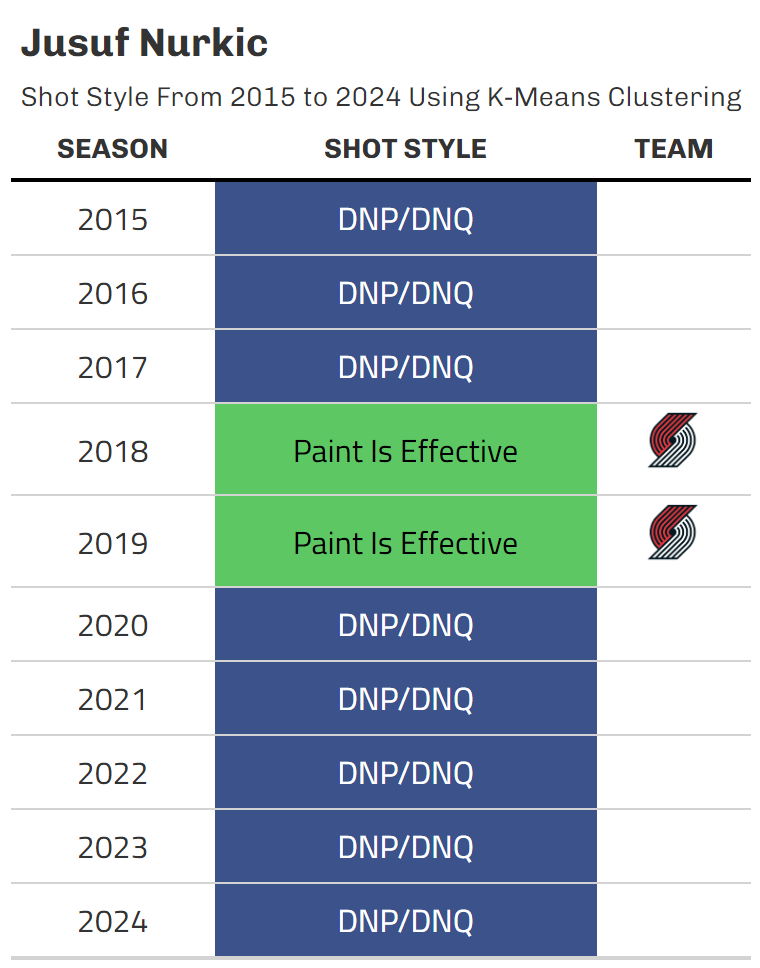 Jusuf Nurkic
Shot Style From 2015 to 2024 Using K-Means Clustering
SEASON SHOT STYLE TEAM
2015 DNP/DNQ
2016 DNP/DNQ
2017 DNP/DNQ
2018 Paint Is Effective
2019 Paint Is Effective
2020 DNP/DNQ
2021 DNP/DNQ
2022 DNP/DNQ
2023 DNP/DNQ
2024 DNP/DNQ